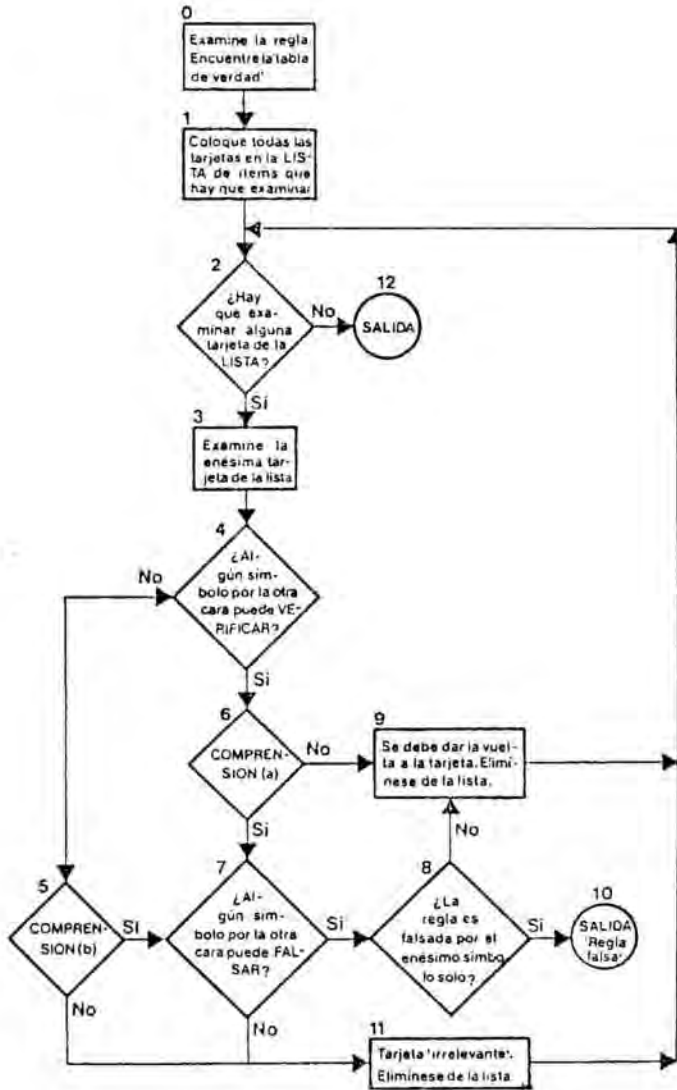 0
Examine la regla
Encuentre la 'tabla
de verdad'
1
Coloque todas las
tarjetas en la LIS-
TA de items que
hay que examinar
2
¿Hay
que exa-
minar alguna
tarjeta de la
LISTA?
No
12
SALIDA
Sí
3
Examine la
enésima tar-
jeta de la lista
4
¿Al-
gún sím-
bolo por la otra
cara puede VE-
RIFICAR?
No
Si
6
COMPREN-
SION (a)
No
9
Se debe dar la vuel-
ta a la tarjeta. Elimí-
nese de la lista.
Si
No
5
COMPREN-
SION (b)
Si
7
¿Al-
gún sim-
bolo por la otra
cara puede FAL-
SAR?
Si
8
¿La
regla es
falsada por el
enésimo símbo
lo solo?
Si
10
SALIDA
'Regla
falsa'
No
No
11
Tarjeta 'irrelevante'.
Elimínese de la lista